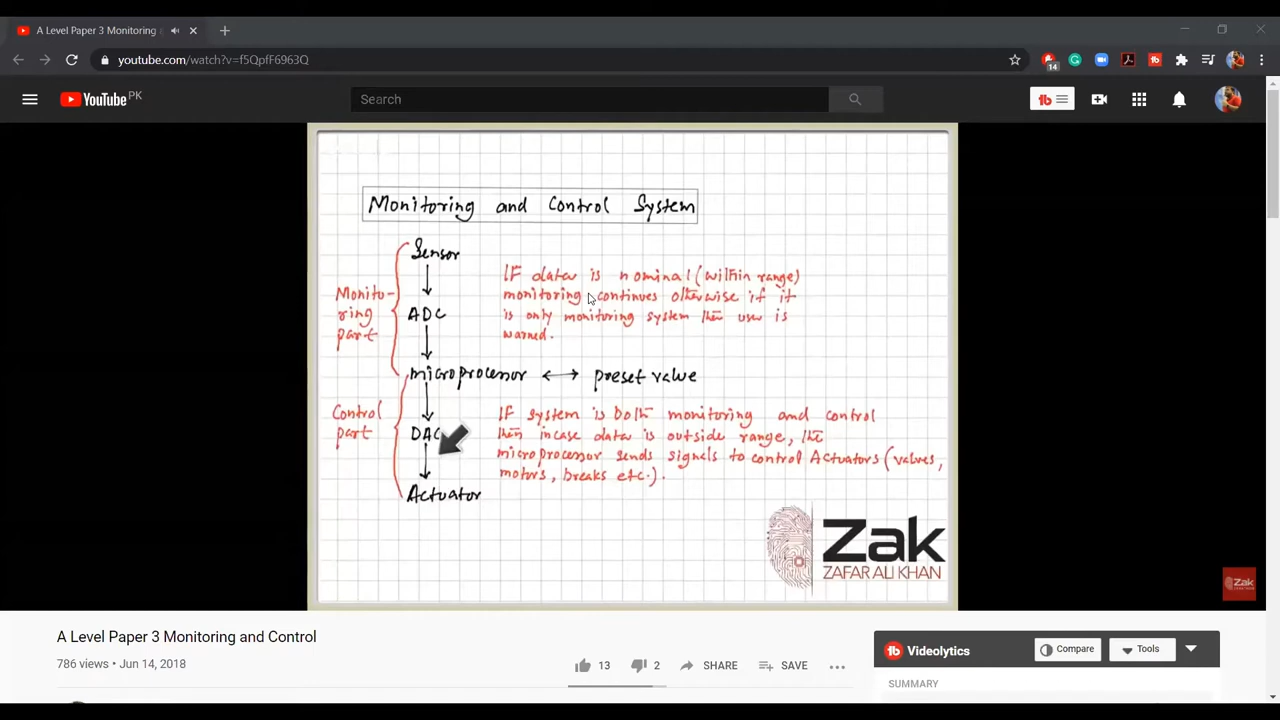 A Level Paper 3 Monitoring
youtube.com/watch?v=f5QpfF6963Q
14
YouTube PK
Search
Monitoring and Control System
Sensor
IF data is nominal (within range)
Monito-
monitoring continues otherwise if it
ring
ADC
is only monitoring system then user is
part
warned.
microprocessor ↔ preset value
Control
IF system is both monitoring and control
part
DAC
then incase data is outside range, the
microprocessor sends signals to control Actuators (valves,
motors, breaks etc.).
Actuator
Zak
ZAFAR ALI KHAN
Zak
A Level Paper 3 Monitoring and Control
786 views • Jun 14, 2018
13
2
SHARE
SAVE
Videolytics
Compare
Tools
SUMMARY